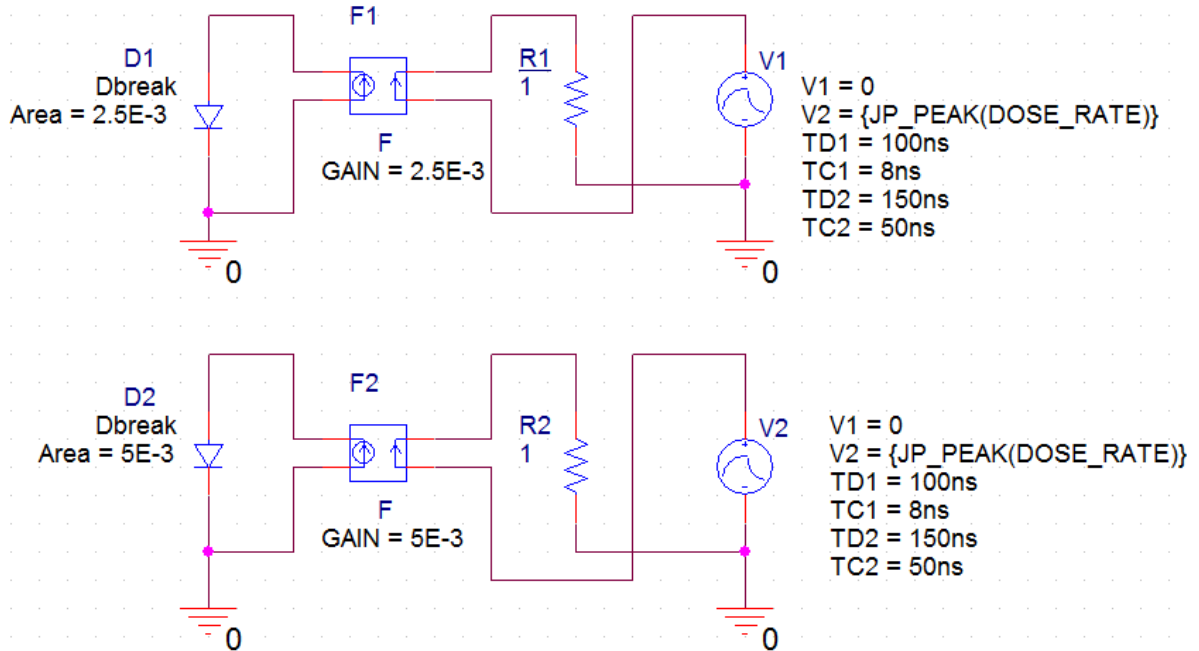 F1
D1
Dbreak
Area = 2.5E-3
F
GAIN = 2.5E-3
R1
1
V1
V1 = 0
V2 = {JP_PEAK(DOSE_RATE)}
TD1 = 100ns
TC1 = 8ns
TD2 = 150ns
TC2 = 50ns
0
0
F2
D2
Dbreak
Area = 5E-3
F
GAIN = 5E-3
R2
1
V2
V1 = 0
V2 = {JP_PEAK(DOSE_RATE)}
TD1 = 100ns
TC1 = 8ns
TD2 = 150ns
TC2 = 50ns
0
0